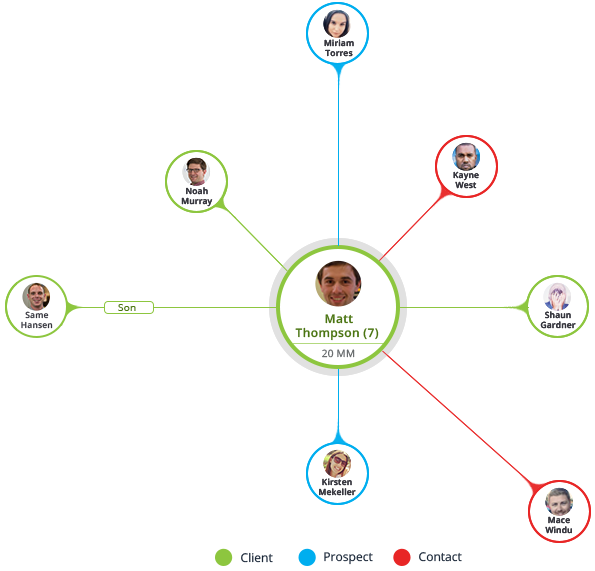 Miriam
Torres
Kayne
West
Noah
Murray
Same
Hansen
Son
Matt
Thompson (7)
20 MM
Shaun
Gardner
Kirsten
Mekeller
Mace
Windu
Client
Prospect
Contact